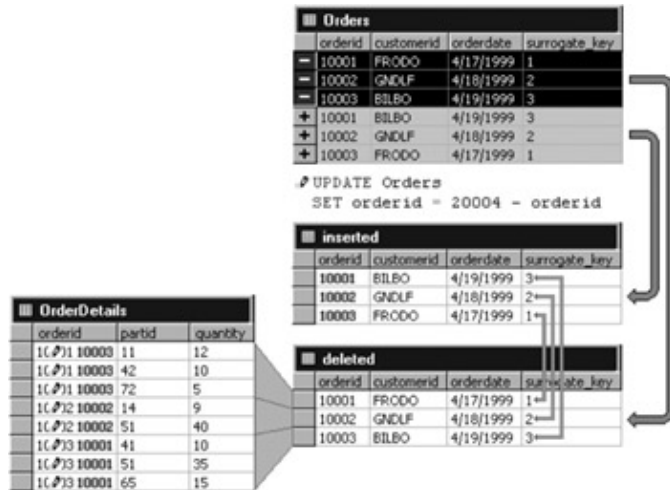 Orders
orderid customerid orderdate surrogate_key
10001 FRODO 4/17/1999 1
10002 GNDLF 4/18/1999 2
10003 BILBO 4/19/1999 3
10001 BILBO 4/19/1999 3
10002 GNDLF 4/18/1999 2
10003 FRODO 4/17/1999 1
UPDATE Orders
SET orderid = 20004 - orderid
inserted
orderid customerid orderdate surrogate_key
10001 BILBO 4/19/1999 3
10002 GNDLF 4/18/1999 2
10003 FRODO 4/17/1999 1
OrderDetails
orderid partid quantity
10003 11 12
10003 42 10
10003 72 5
10002 14 9
10002 51 40
10001 41 10
10001 51 35
10001 65 15
deleted
orderid customerid orderdate surrogate_key
10001 FRODO 4/17/1999 1
10002 GNDLF 4/18/1999 2
10003 BILBO 4/19/1999 3